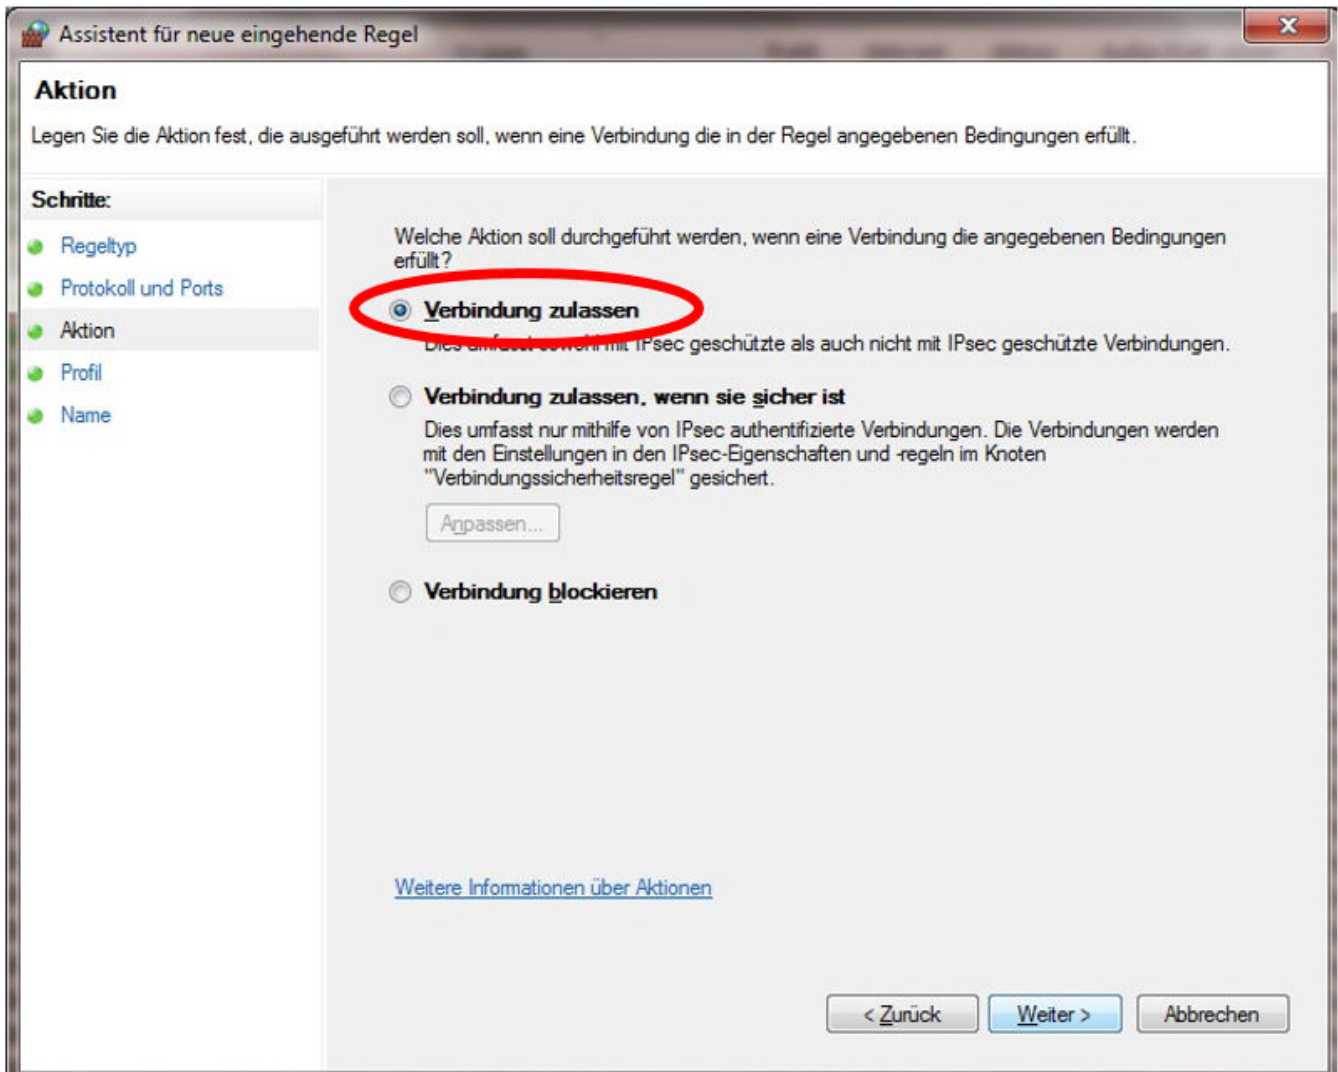 Assistent für neue eingehende Regel
Aktion
Legen Sie die Aktion fest, die ausgeführt werden soll, wenn eine Verbindung die in der Regel angegebenen Bedingungen erfüllt.
Schritte:
Regeltyp
Protokoll und Ports
Aktion
Profil
Name
Welche Aktion soll durchgeführt werden, wenn eine Verbindung die angegebenen Bedingungen
erfüllt?
Verbindung zulassen
Dies umfasst sowohl mit IPsec geschützte als auch nicht mit IPsec geschützte Verbindungen.
Verbindung zulassen, wenn sie sicher ist
Dies umfasst nur mithilfe von IPsec authentifizierte Verbindungen. Die Verbindungen werden
mit den Einstellungen in den IPsec-Eigenschaften und -regeln im Knoten
"Verbindungssicherheitsregel" gesichert.
Anpassen...
Verbindung blockieren
Weitere Informationen über Aktionen
< Zurück
Weiter >
Abbrechen